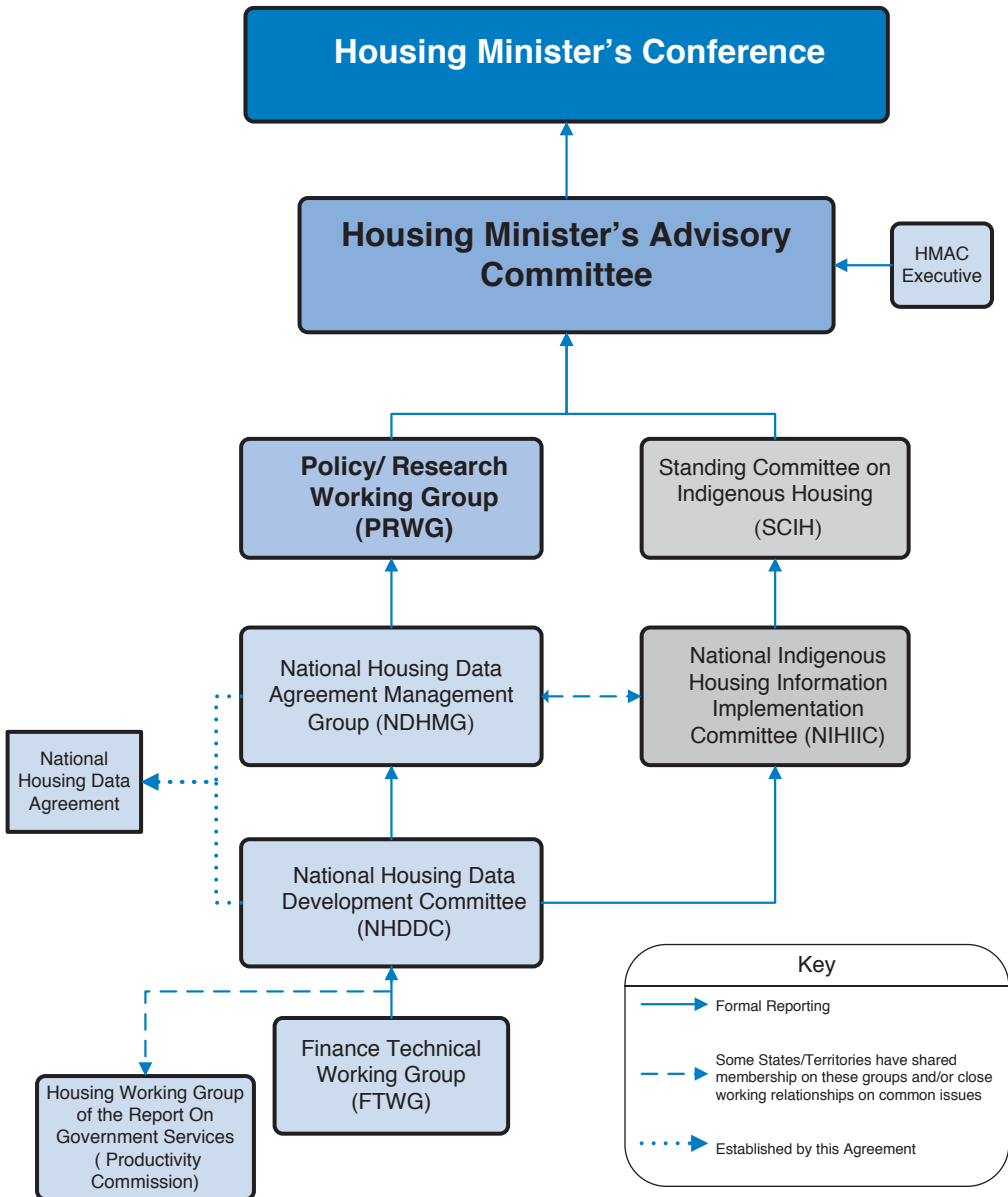 Housing Minister's Conference
Housing Minister's Advisory
Committee
HMAC
Executive
Policy/ Research
Working Group
(PRWG)
Standing Committee on
Indigenous Housing
(SCIH)
National Housing Data
Agreement Management
Group (NDHMG)
National Indigenous
Housing Information
Implementation
Committee (NIHIIC)
National
Housing Data
Agreement
National Housing Data
Development Committee
(NHDDC)
Finance Technical
Working Group
(FTWG)
Housing Working Group
of the Report On
Government Services
( Productivity
Commission)
Key
Formal Reporting
Some States/Territories have shared
membership on these groups and/or close
working relationships on common issues
Established by this Agreement